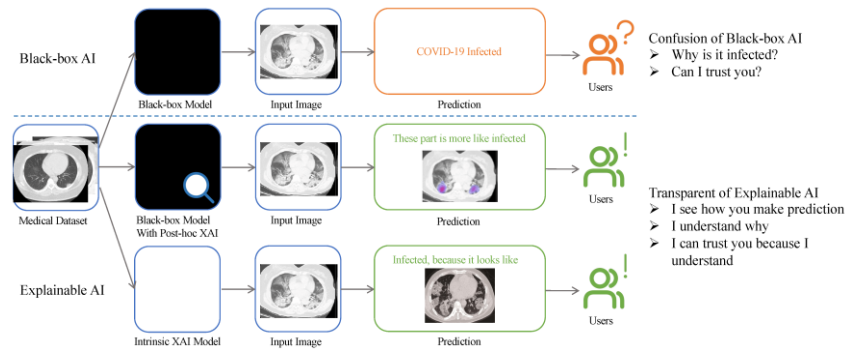 Black-box AI
Black-box Model
Input Image
COVID-19 Infected
Prediction
?
Users
Confusion of Black-box AI
➢ Why is it infected?
➢ Can I trust you?
Medical Dataset
Black-box Model
With Post-hoc XAI
Input Image
These part is more like infected
Prediction
!
Users
Transparent of Explainable AI
➢ I see how you make prediction
➢ I understand why
➢ I can trust you because I
understand
Explainable AI
Intrinsic XAI Model
Input Image
Infected, because it looks like
Prediction
!
Users